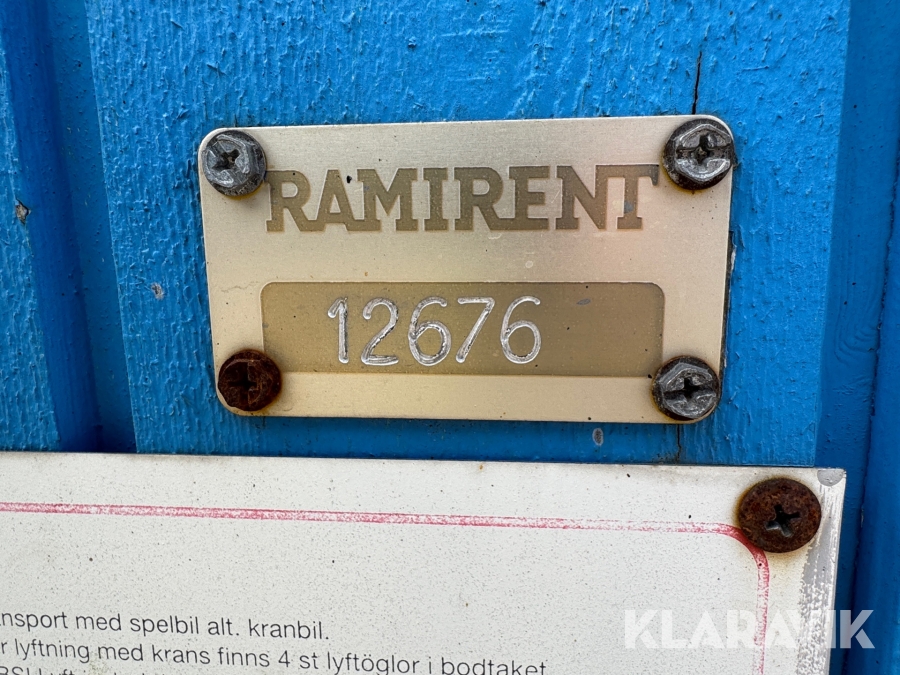 RAMIRENT
12676
nsport med spelbil alt. kranbil.
r lyftning med krans finns 4 st lyftöglor i bodtaket
KLARAVIK